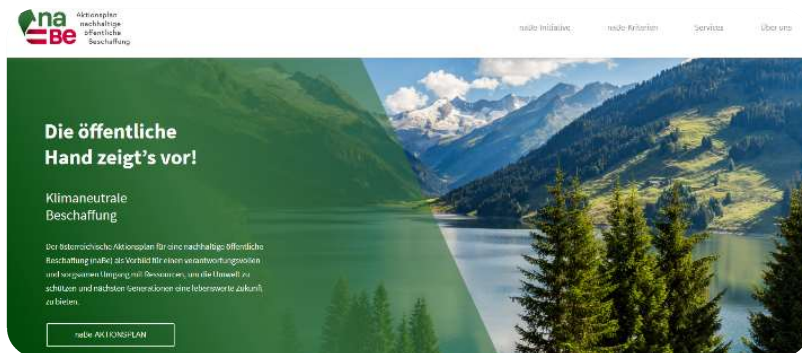 na
Be
Aktionsplan
nachhaltige
öffentliche
Beschaffung
naBe-Initiative naBe-Kriterien Services Über uns
Die öffentliche
Hand zeigt's vor!
Klimaneutrale
Beschaffung
Der österreichische Aktionsplan für eine nachhaltige öffentliche
Beschaffung (naBe) als Vorbild für einen verantwortungsvollen
und sorgsamen Umgang mit Ressourcen, um die Umwelt zu
schützen und nächsten Generationen eine lebenswerte Zukunft
zu bieten.
naBe AKTIONSPLAN